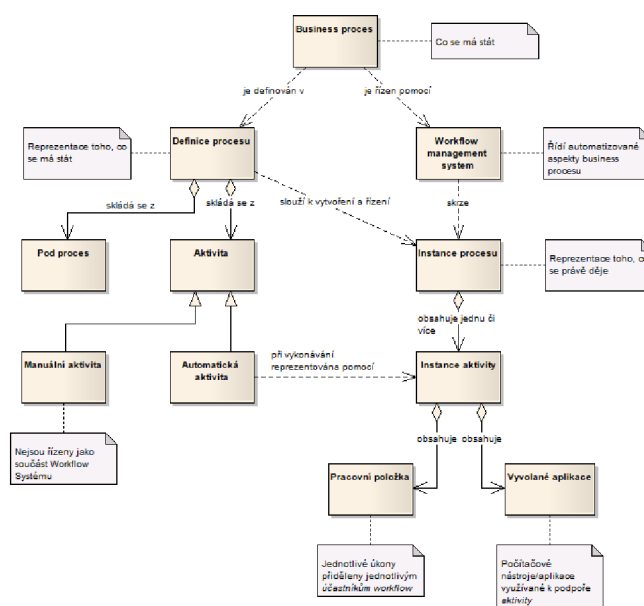 Business proces
Co se má stát
je definován v
je řízen pomocí
Reprezentace toho, co
se má stát
Definice procesu
Workflow
management
system
Řídí automatizované
aspekty business
procesu
skládá se z
skládá se z
slouží k vytvoření a řízení
skrze
Pod proces
Aktivita
Instance procesu
Reprezentace toho, co
se právě děje
obsahuje jednu či
více
Manuální aktivita
Automatická
aktivita
při vykonávání
reprezentována pomocí
Instance aktivity
Nejsou řízeny jako
součást Workflow
Systému
obsahuje
obsahuje
Pracovní položka
Vyvolané aplikace
Jednotlivé úkony
přiděleny jednotlivým
účastníkům workflow
Počítačové
nástroje/aplikace
využívané k podpoře
aktivity